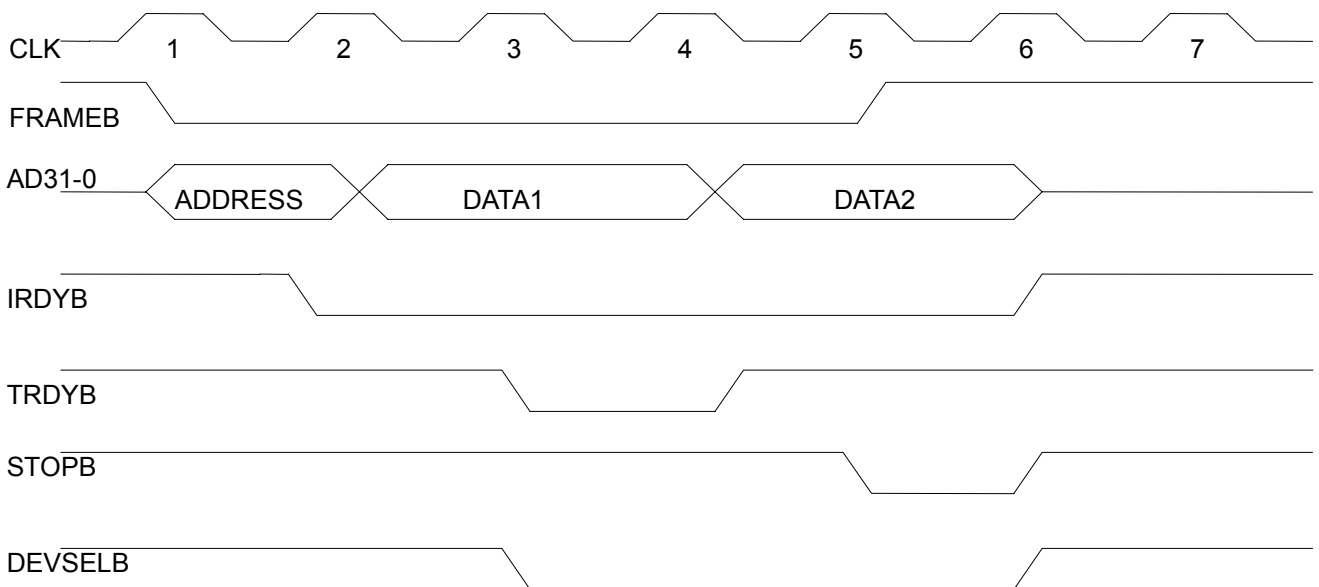 CLK 1 2 3 4 5 6 7
FRAMEB
AD31-0 ADDRESS DATA1 DATA2
IRDYB
TRDYB
STOPB
DEVSELB